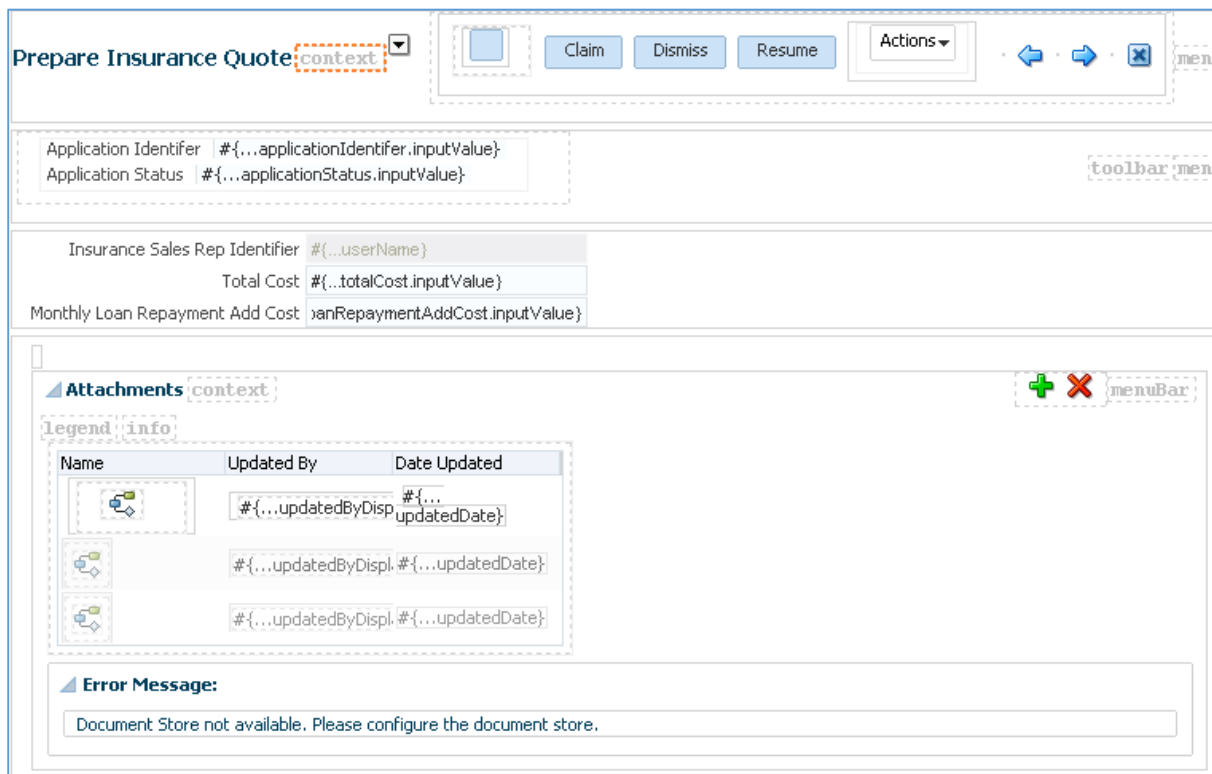 Prepare Insurance Quote context Claim Dismiss Resume Actions men
Application Identifer #{...applicationIdentifer.inputValue}
Application Status #{...applicationStatus.inputValue}
toolbar men
Insurance Sales Rep Identifier #{...userName}
Total Cost #{...totalCost.inputValue}
Monthly Loan Repayment Add Cost anRepaymentAddCost.inputValue}
Attachments context menuBar
legend info
Name Updated By Date Updated
#{...updatedByDisp #{...
updatedDate}
#{...updatedByDispl #{...updatedDate}
#{...updatedByDispl #{...updatedDate}
Error Message:
Document Store not available. Please configure the document store.